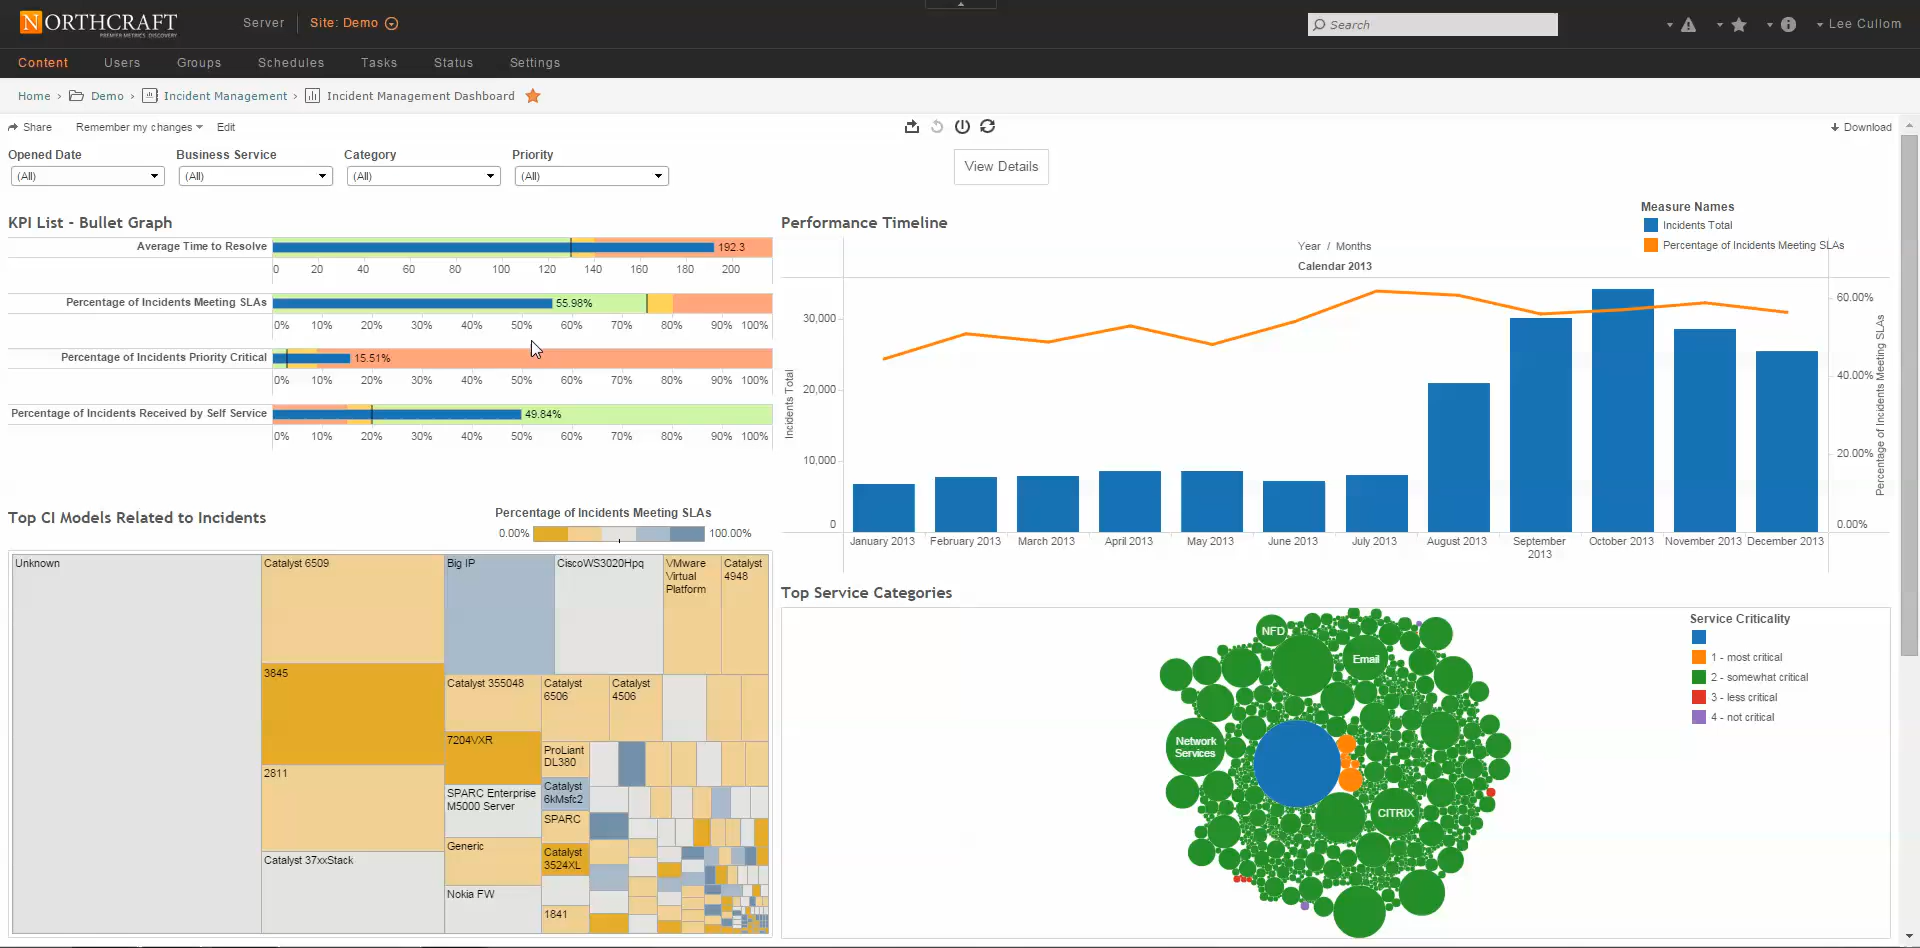 NORTHCRAFT
PREMIER METRICS DISCOVERY
Server
Site: Demo
Search
Lee Cullom
Content Users Groups Schedules Tasks Status Settings
Home › Demo › Incident Management › Incident Management Dashboard
Share Remember my changes Edit
Download
Opened Date Business Service Category Priority
(All) (All) (All) (All)
View Details
KPI List - Bullet Graph
Average Time to Resolve 192.3
0 20 40 60 80 100 120 140 160 180 200
Percentage of Incidents Meeting SLAs 55.98%
0% 10% 20% 30% 40% 50% 60% 70% 80% 90% 100%
Percentage of Incidents Priority Critical 15.51%
0% 10% 20% 30% 40% 50% 60% 70% 80% 90% 100%
Percentage of Incidents Received by Self Service 49.84%
0% 10% 20% 30% 40% 50% 60% 70% 80% 90% 100%
Performance Timeline
Measure Names
Incidents Total
Percentage of Incidents Meeting SLAs
Year / Months
Calendar 2013
Incidents Total
30,000
20,000
10,000
0
60.00%
40.00%
20.00%
0.00%
Percentage of Incidents Meeting SLAs
January 2013 February 2013 March 2013 April 2013 May 2013 June 2013 July 2013 August 2013 September 2013 October 2013 November 2013 December 2013
Top CI Models Related to Incidents
Percentage of Incidents Meeting SLAs
0.00% 100.00%
Unknown
Catalyst 6509
3845
2811
Catalyst 37xxStack
Big IP
CiscoWS3020Hpq
VMware
Virtual
Platform
Catalyst
4948
Catalyst 355048
Catalyst
6506
Catalyst
4506
7204VXR
ProLiant
DL380
SPARC Enterprise
M5000 Server
Catalyst
6kMsfc2
SPARC
Generic
Catalyst
3524XL
Nokia FW
1841
Top Service Categories
NFD
Email
Network
Services
CITRIX
Service Criticality
1 - most critical
2 - somewhat critical
3 - less critical
4 - not critical